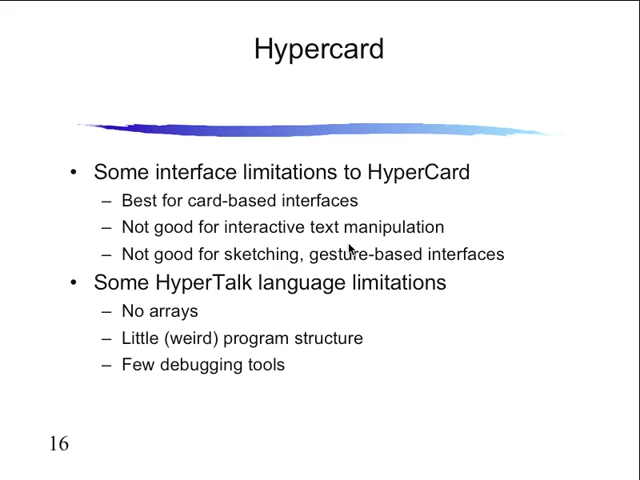 Hypercard
• Some interface limitations to HyperCard
– Best for card-based interfaces
– Not good for interactive text manipulation
– Not good for sketching, gesture-based interfaces
• Some HyperTalk language limitations
– No arrays
– Little (weird) program structure
– Few debugging tools
16